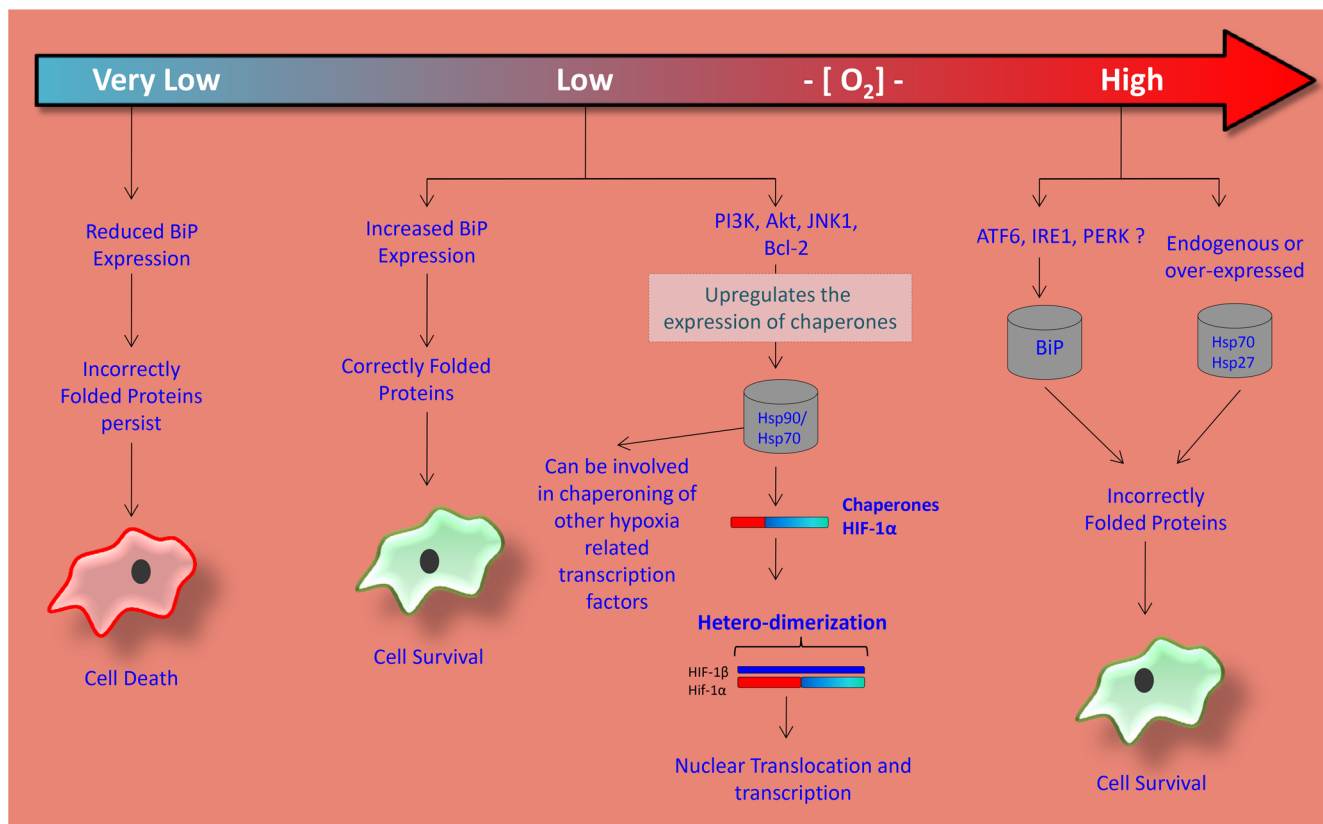 Very Low
Low
- [ O₂] -
High
Reduced BiP
Expression
Incorrectly
Folded Proteins
persist
Cell Death
Increased BiP
Expression
Correctly Folded
Proteins
Cell Survival
PI3K, Akt, JNK1,
Bcl-2
Upregulates the
expression of chaperones
Hsp90/
Hsp70
Can be involved
in chaperoning of
other hypoxia
related
transcription
factors
Chaperones
HIF-1α
Hetero-dimerization
HIF-1β
Hif-1α
Nuclear Translocation and
transcription
ATF6, IRE1, PERK ?
BiP
Endogenous or
over-expressed
Hsp70
Hsp27
Incorrectly
Folded Proteins
Cell Survival